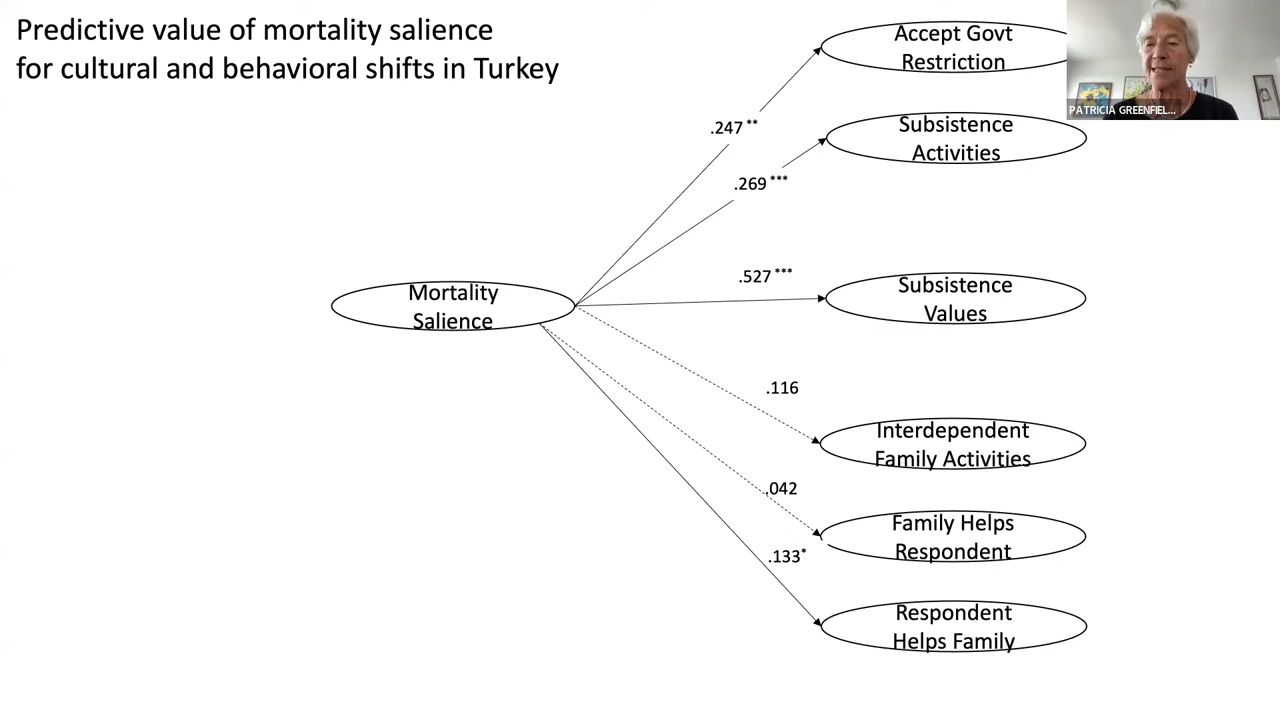 Predictive value of mortality salience
for cultural and behavioral shifts in Turkey
Accept Govt
Restriction
PATRICIA GREENFIEL...
.247 **
Subsistence
Activities
.269 ***
.527 ***
Subsistence
Values
Mortality
Salience
.116
Interdependent
Family Activities
.042
Family Helps
Respondent
.133*
Respondent
Helps Family